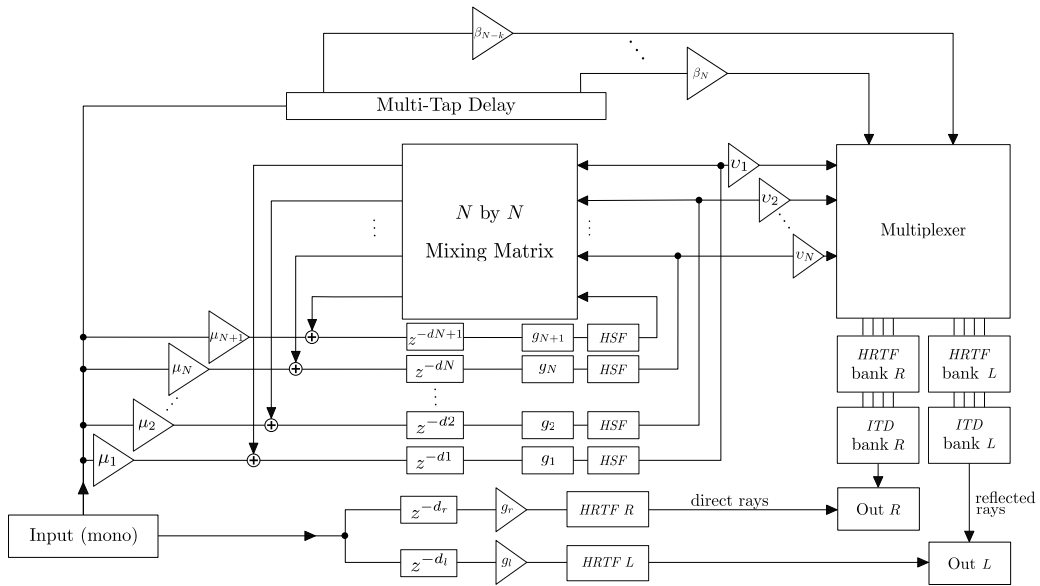 β_{N−k}
β_N
Multi-Tap Delay
υ_1
N by N
υ_2
Multiplexer
Mixing Matrix
υ_N
μ_{N+1}
z^{−dN+1}
g_{N+1}
HSF
HRTF
bank R
HRTF
bank L
μ_N
z^{−dN}
g_N
HSF
μ_2
z^{−d2}
g_2
HSF
ITD
bank R
ITD
bank L
μ_1
z^{−d1}
g_1
HSF
z^{−d_r}
g_r
HRTF R
direct rays
Out R
reflected
rays
Input (mono)
z^{−d_l}
g_l
HRTF L
Out L